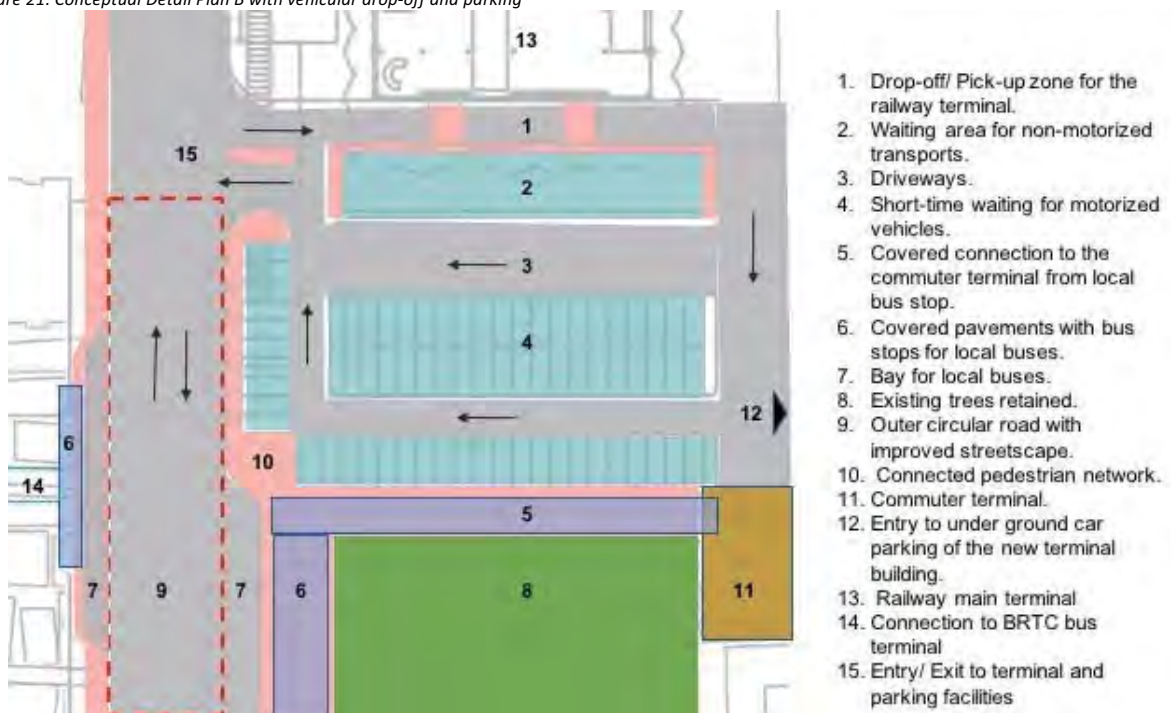 re 21: Conceptual Detail Plan B with vehicular drop-off and parking
13
1
15
2
3
4
12
6
10
14
5
7
9
7
6
8
11
1. Drop-off/ Pick-up zone for the
railway terminal.
2. Waiting area for non-motorized
transports.
3. Driveways.
4. Short-time waiting for motorized
vehicles.
5. Covered connection to the
commuter terminal from local
bus stop.
6. Covered pavements with bus
stops for local buses.
7. Bay for local buses.
8. Existing trees retained.
9. Outer circular road with
improved streetscape.
10. Connected pedestrian network.
11. Commuter terminal.
12. Entry to under ground car
parking of the new terminal
building.
13. Railway main terminal
14. Connection to BRTC bus
terminal
15. Entry/ Exit to terminal and
parking facilities